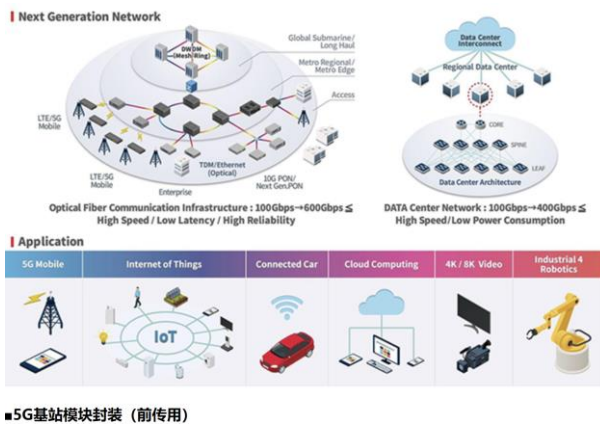 Next Generation Network
DWDM
(Mesh Ring)
Global Submarine/
Long Haul
Metro Regional/
Metro Edge
Access
LTE/5G
Mobile
LTE/5G
Mobile
Enterprise
TDM/Ethernet
(Optical)
10G PON/
Next Gen.PON
Optical Fiber Communication Infrastructure : 100Gbps→600Gbps≦
High Speed / Low Latency / High Reliability
Data Center
Interconnect
Regional Data Center
CORE
SPINE
LEAF
Data Center Architecture
DATA Center Network : 100Gbps→400Gbps≦
High Speed/Low Power Consumption
Application
5G Mobile
Internet of Things
Connected Car
Cloud Computing
4K / 8K Video
Industrial 4
Robotics
IoT
■5G基站模块封装（前传用）